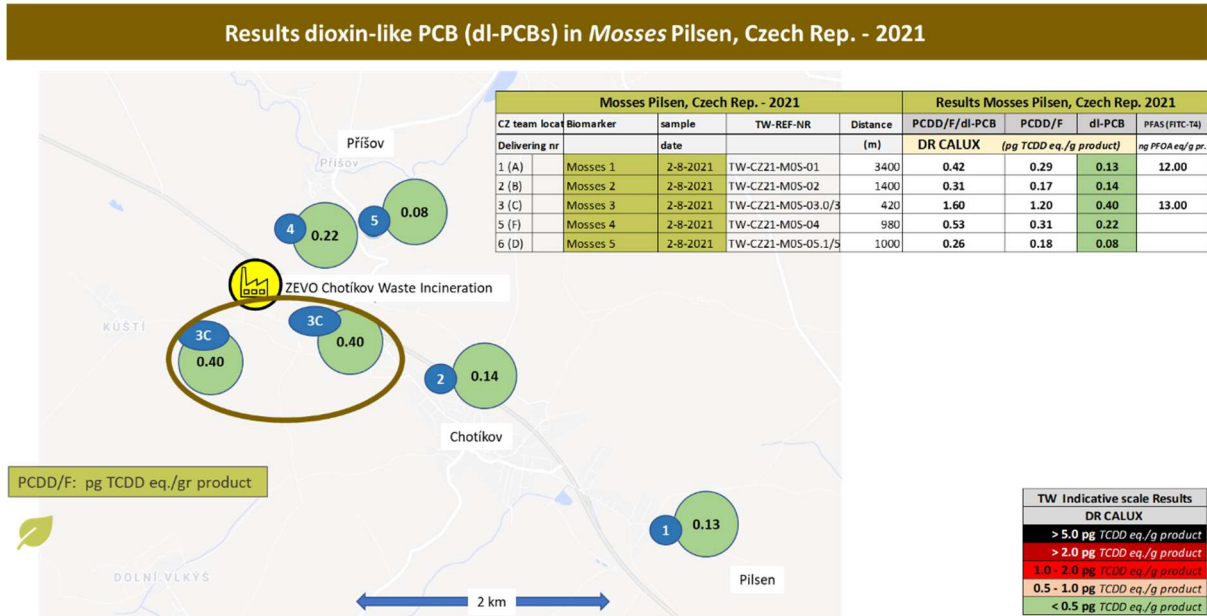 Results dioxin-like PCB (dl-PCBs) in Mosses Pilsen, Czech Rep. - 2021
Mosses Pilsen, Czech Rep. - 2021 Results Mosses Pilsen, Czech Rep. 2021
CZ team locat Biomarker sample TW-REF-NR Distance PCDD/F/dl-PCB PCDD/F dl-PCB PFAS (FITC-T4)
Delivering nr date (m) DR CALUX (pg TCDD eq./g product) ng PFOA eq/g pr.
1 (A) Mosses 1 2-8-2021 TW-CZ21-M0S-01 3400 0.42 0.29 0.13 12.00
2 (B) Mosses 2 2-8-2021 TW-CZ21-M0S-02 1400 0.31 0.17 0.14
3 (C) Mosses 3 2-8-2021 TW-CZ21-M0S-03.0/3 420 1.60 1.20 0.40 13.00
5 (F) Mosses 4 2-8-2021 TW-CZ21-M0S-04 980 0.53 0.31 0.22
6 (D) Mosses 5 2-8-2021 TW-CZ21-M0S-05.1/5 1000 0.26 0.18 0.08
Příšov
Příšov
5 0.08
4 0.22
ZEVO Chotíkov Waste Incineration
KŮŠTÍ
3C 0.40
3C 0.40
2 0.14
Chotíkov
PCDD/F: pg TCDD eq./gr product
1 0.13
Pilsen
DOLNÍ VLKÝŠ
2 km
TW Indicative scale Results
DR CALUX
> 5.0 pg TCDD eq./g product
> 2.0 pg TCDD eq./g product
1.0 - 2.0 pg TCDD eq./g product
0.5 - 1.0 pg TCDD eq./g product
< 0.5 pg TCDD eq./g product